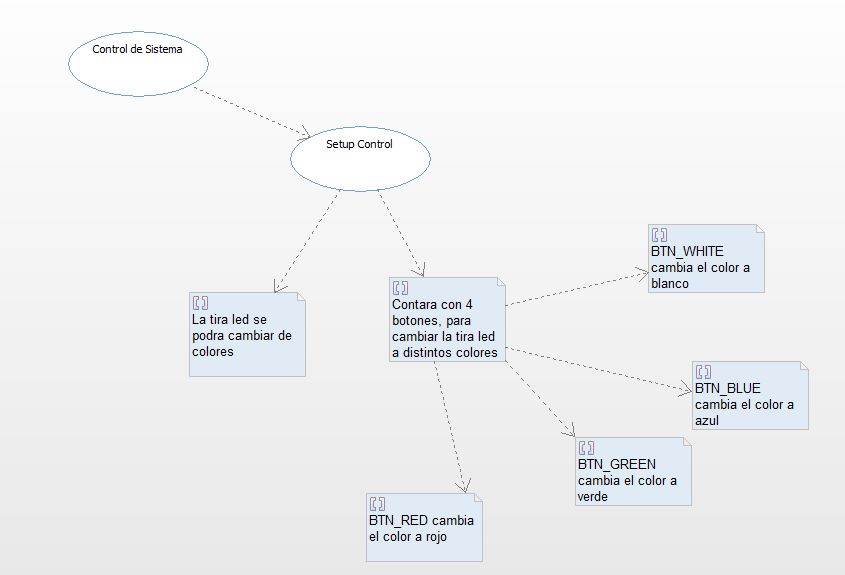 Control de Sistema
Setup Control
BTN_WHITE
cambia el color a
blanco
Contara con 4
botones, para
cambiar la tira led
a distintos colores
La tira led se
podra cambiar de
colores
BTN_BLUE
cambia el color a
azul
BTN_GREEN
cambia el color a
verde
BTN_RED cambia
el color a rojo